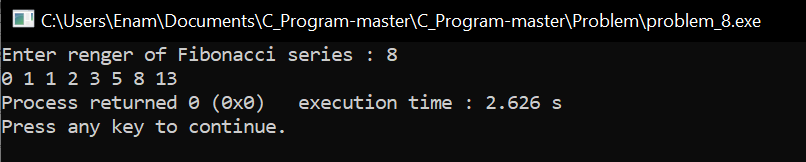 C:\Users\Enam\Documents\C_Program-master\C_Program-master\Problem\problem_8.exe
Enter renger of Fibonacci series : 8
0 1 1 2 3 5 8 13
Process returned 0 (0x0)   execution time : 2.626 s
Press any key to continue.